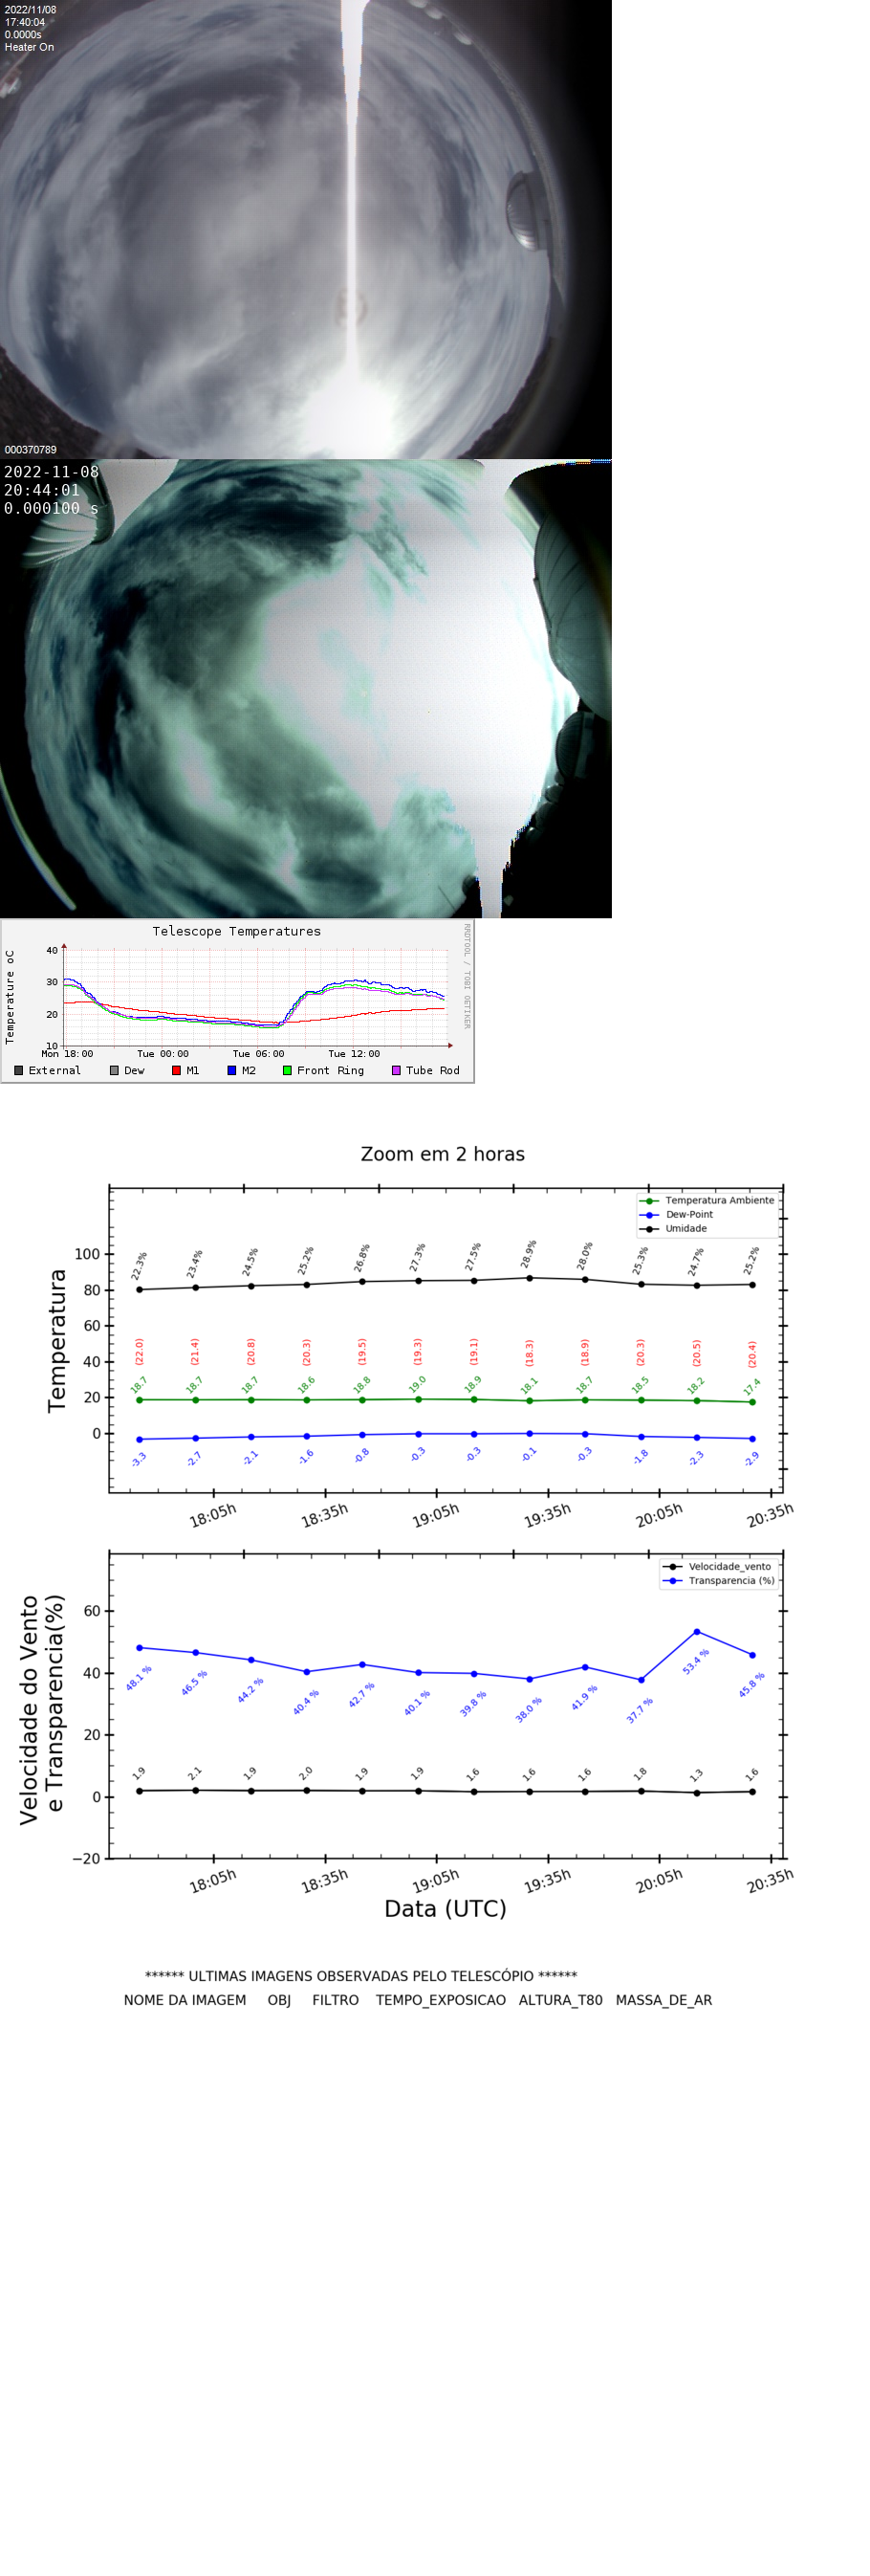 2022/11/08
17:40:04
0.0000s
Heater On
000370789
2022-11-08
20:44:01
0.000100 s
Telescope Temperatures
RRDTOOL / TOBI OETIKER
Temperature oC
40
30
20
10
Mon 18:00 Tue 00:00 Tue 06:00 Tue 12:00
External Dew M1 M2 Front Ring Tube Rod
Zoom em 2 horas
Temperatura Ambiente
Dew-Point
Umidade
Temperatura
100
80
60
40
20
0
22.3% 23.4% 24.5% 25.2% 26.8% 27.3% 27.5% 28.9% 28.0% 25.3% 24.7% 25.2%
(22.0) (21.4) (20.8) (20.3) (19.5) (19.3) (19.1) (18.3) (18.9) (20.3) (20.5) (20.4)
18.7 18.7 18.7 18.6 18.8 19.0 18.9 18.1 18.7 18.5 18.2 17.4
-3.3 -2.7 -2.1 -1.6 -0.8 -0.3 -0.3 -0.1 -0.3 -1.8 -2.3 -2.9
18:05h 18:35h 19:05h 19:35h 20:05h 20:35h
Velocidade_vento
Transparencia (%)
Velocidade do Vento
e Transparencia(%)
60
40
20
0
−20
48.1 % 46.5 % 44.2 % 40.4 % 42.7 % 40.1 % 39.8 % 38.0 % 41.9 % 37.7 % 53.4 % 45.8 %
1.9 2.1 1.9 2.0 1.9 1.9 1.6 1.6 1.6 1.8 1.3 1.6
18:05h 18:35h 19:05h 19:35h 20:05h 20:35h
Data (UTC)
****** ULTIMAS IMAGENS OBSERVADAS PELO TELESCÓPIO ******
NOME DA IMAGEM OBJ FILTRO TEMPO_EXPOSICAO ALTURA_T80 MASSA_DE_AR